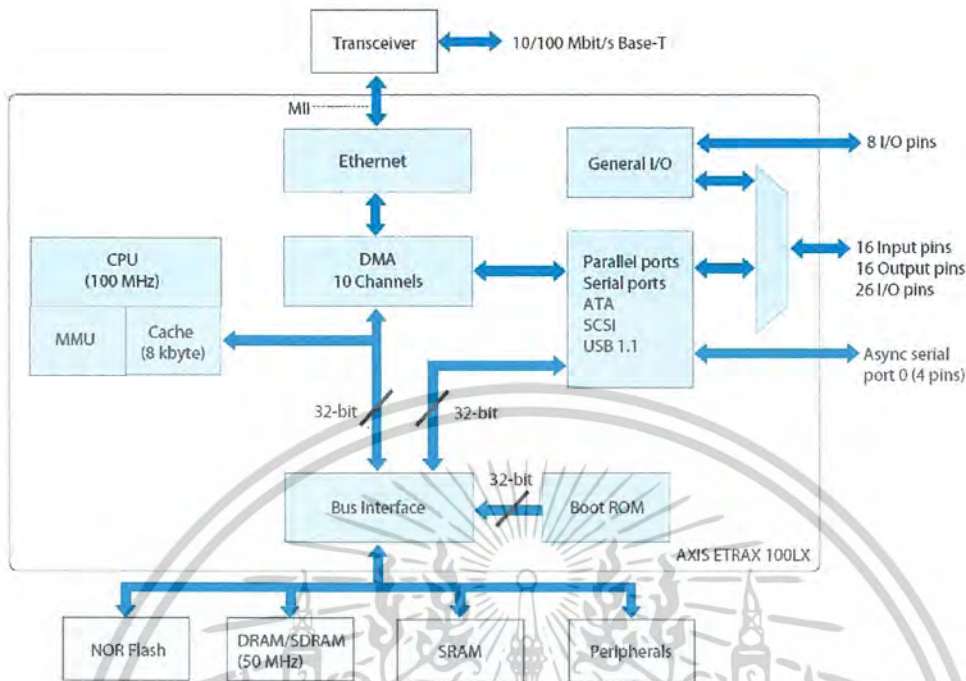 Transceiver
10/100 Mbit/s Base-T
MII
Ethernet
General I/O
8 I/O pins
CPU
(100 MHz)
MMU
Cache
(8 kbyte)
DMA
10 Channels
Parallel ports
Serial ports
ATA
SCSI
USB 1.1
16 Input pins
16 Output pins
26 I/O pins
Async serial
port 0 (4 pins)
32-bit
32-bit
Bus Interface
32-bit
Boot ROM
AXIS ETRAX 100LX
NOR Flash
DRAM/SDRAM
(50 MHz)
SRAM
Peripherals